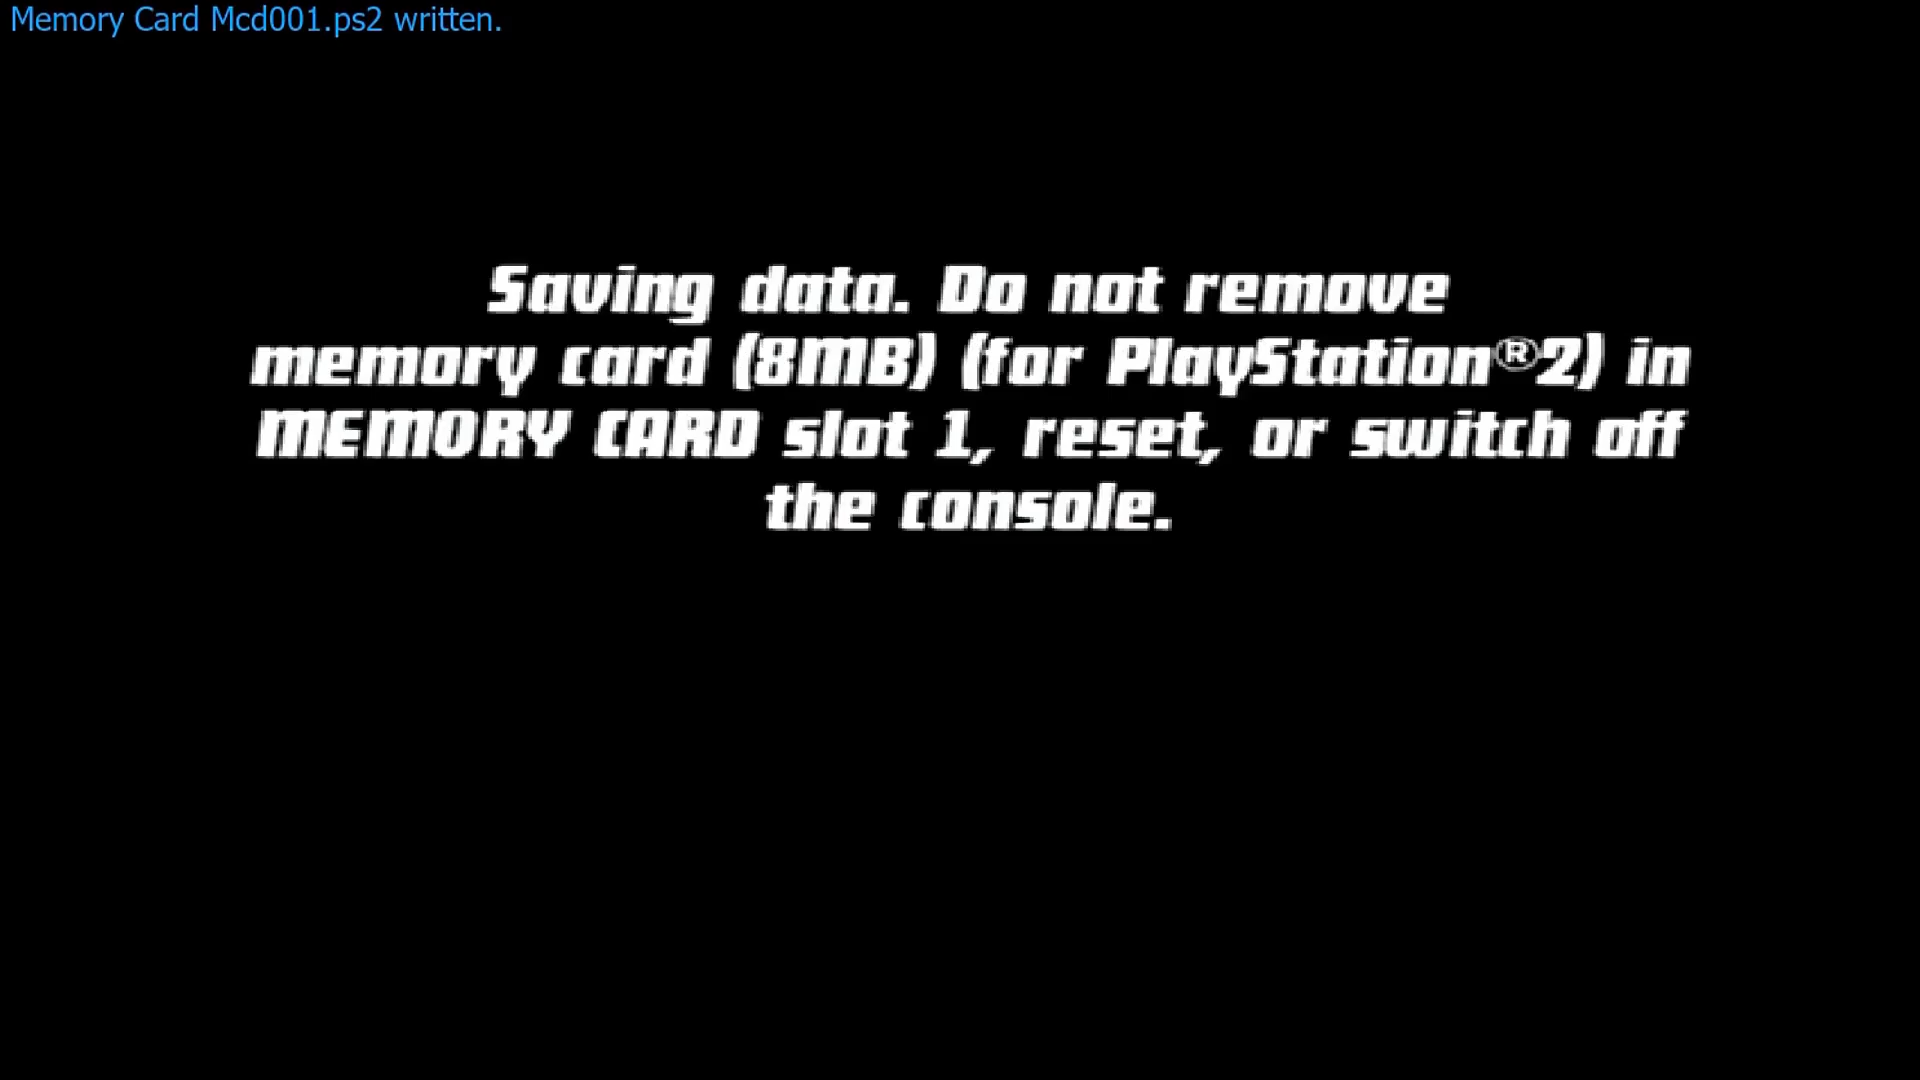 Memory Card Mcd001.ps2 written.
Saving data. Do not remove
memory card (8MB) (for PlayStation®2) in
MEMORY CARD slot 1, reset, or switch off
the console.